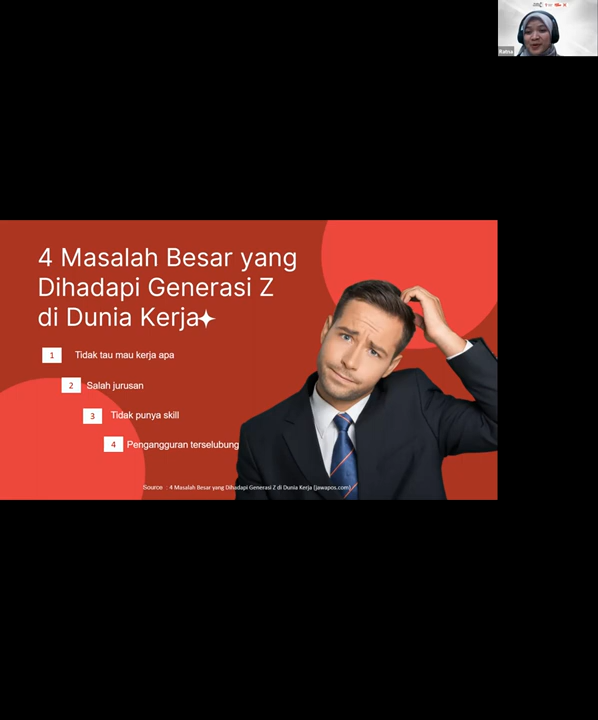 Ratna
4 Masalah Besar yang
Dihadapi Generasi Z
di Dunia Kerja
1 Tidak tau mau kerja apa
2 Salah jurusan
3 Tidak punya skill
4 Pengangguran terselubung
Source : 4 Masalah Besar yang Dihadapi Generasi Z di Dunia Kerja (jawapos.com)